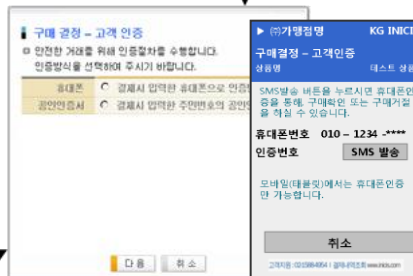 구매 결정 – 고객 인증
안전한 거래를 위해 인증절차를 수행합니다.
인증방식을 선택하여 주시기 바랍니다.
휴대폰 결제시 입력한 휴대폰으로 인증
공인인증서 결제시 입력한 주민번호의 공인인
다 음 취 소
▶ ㈜가맹점명 KG INICI
구매결정 – 고객인증
상품명 테스트 상품
SMS발송 버튼을 누르시면 휴대폰인
증을 통해, 구매확인 또는 구매거절
을 하실 수 있습니다.
휴대폰번호 010 – 1234 -****
인증번호 SMS 발송
모바일(태블릿)에서는 휴대폰인증
만 가능합니다.
취소